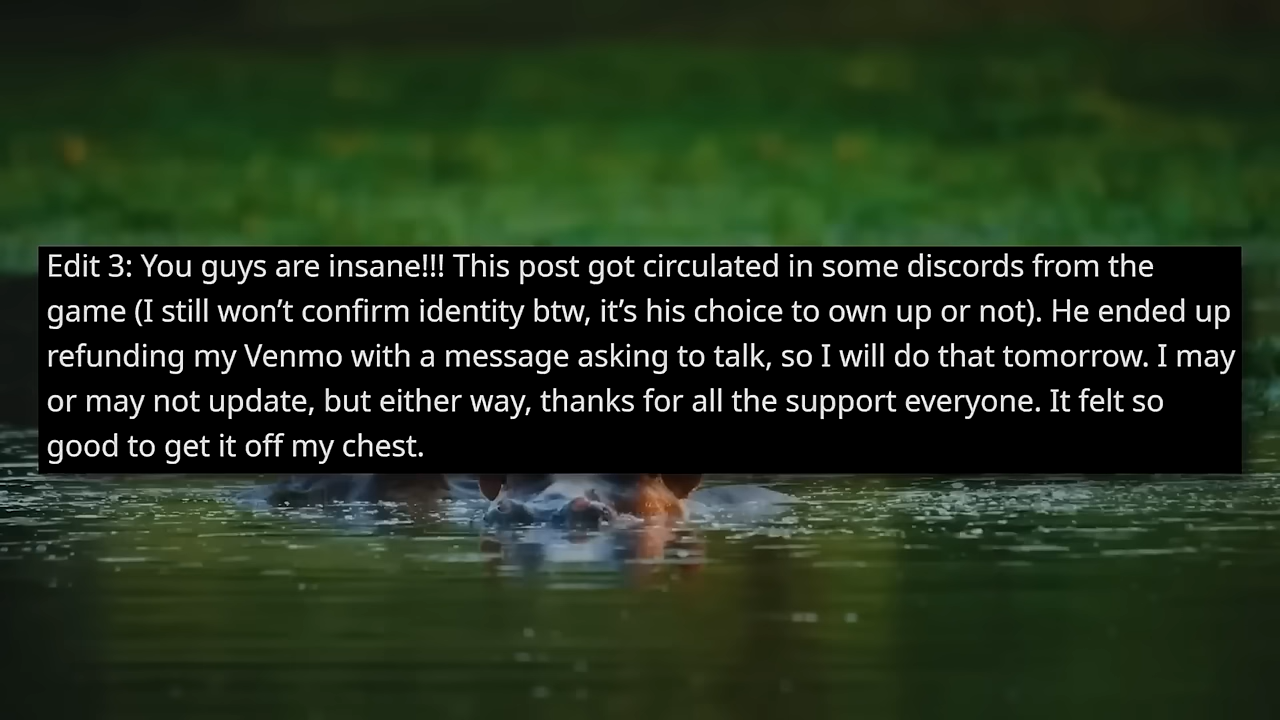 Edit 3: You guys are insane!!! This post got circulated in some discords from the
game (I still won’t confirm identity btw, it’s his choice to own up or not). He ended up
refunding my Venmo with a message asking to talk, so I will do that tomorrow. I may
or may not update, but either way, thanks for all the support everyone. It felt so
good to get it off my chest.